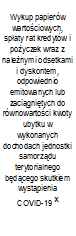 Wykup papierów
wartościowych,
spłaty rat kredytów i
pożyczek wraz z
należnymi odsetkami
i dyskontem,
odpowiednio
emitowanych lub
zaciągniętych do
równowartości kwoty
ubytku w
wykonanych
dochodach jednostki
samorządu
terytorialnego
będącego skutkiem
wystąpienia
COVID-19 x